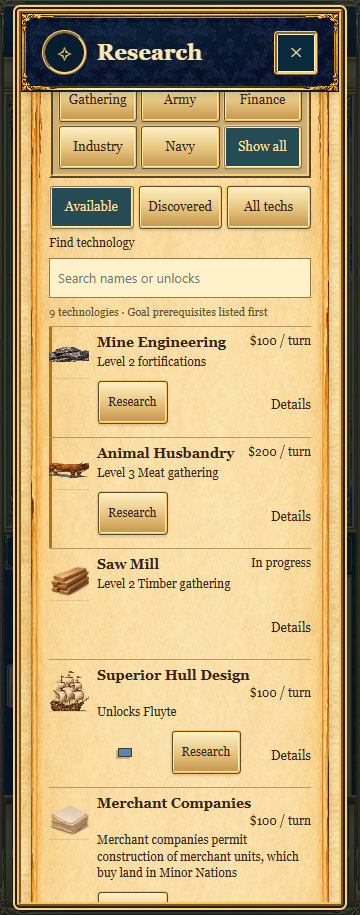 Research
Gathering
Army
Finance
Industry
Navy
Show all
Available
Discovered
All techs
Find technology
Search names or unlocks
9 technologies · Goal prerequisites listed first
Mine Engineering
$100 / turn
Level 2 fortifications
Research
Details
Animal Husbandry
$200 / turn
Level 3 Meat gathering
Research
Details
Saw Mill
In progress
Level 2 Timber gathering
Details
Superior Hull Design
$100 / turn
Unlocks Fluyte
Research
Details
Merchant Companies
$100 / turn
Merchant companies permit
construction of merchant units, which
buy land in Minor Nations